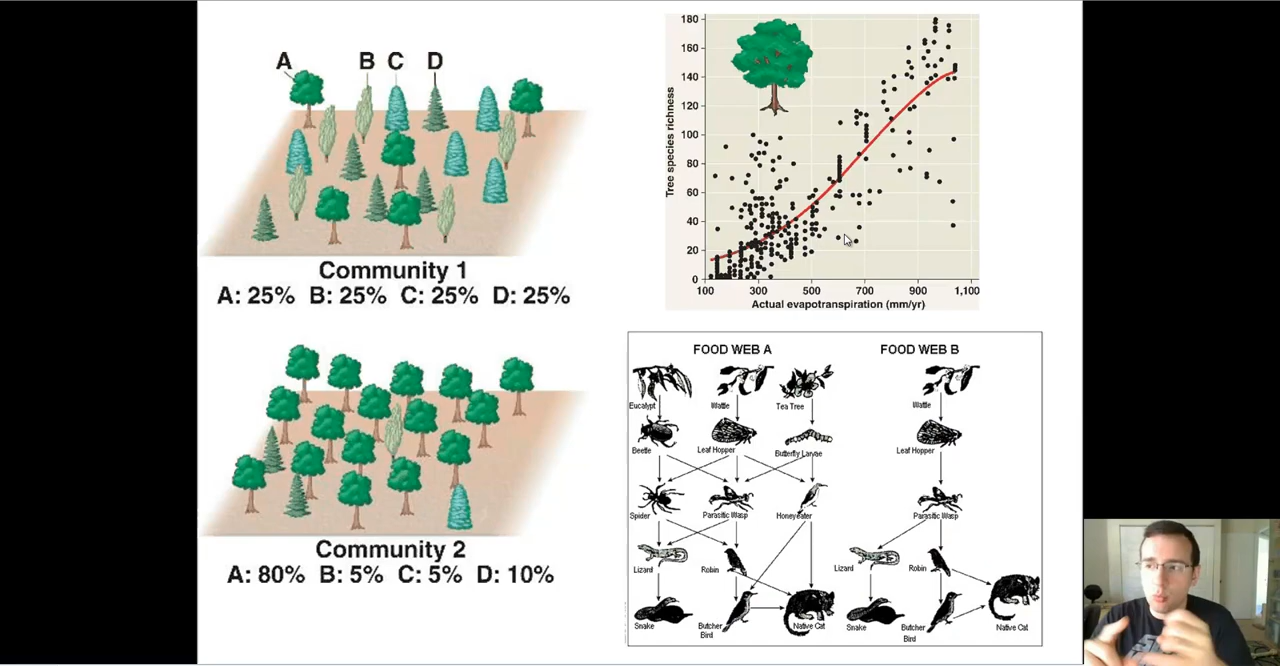 A B C D
Community 1
A: 25% B: 25% C: 25% D: 25%
Community 2
A: 80% B: 5% C: 5% D: 10%
Tree species richness
180
160
140
120
100
80
60
40
20
0
100 300 500 700 900 1,100
Actual evapotranspiration (mm/yr)
FOOD WEB A FOOD WEB B
Eucalypt Wattle Tea Tree Wattle
Beetle Leaf Hopper Butterfly Larvae Leaf Hopper
Spider Parasitic Wasp Honeyeater Parasitic Wasp
Lizard Robin Lizard Robin
Snake Butcher Bird Native Cat Snake Butcher Bird Native Cat